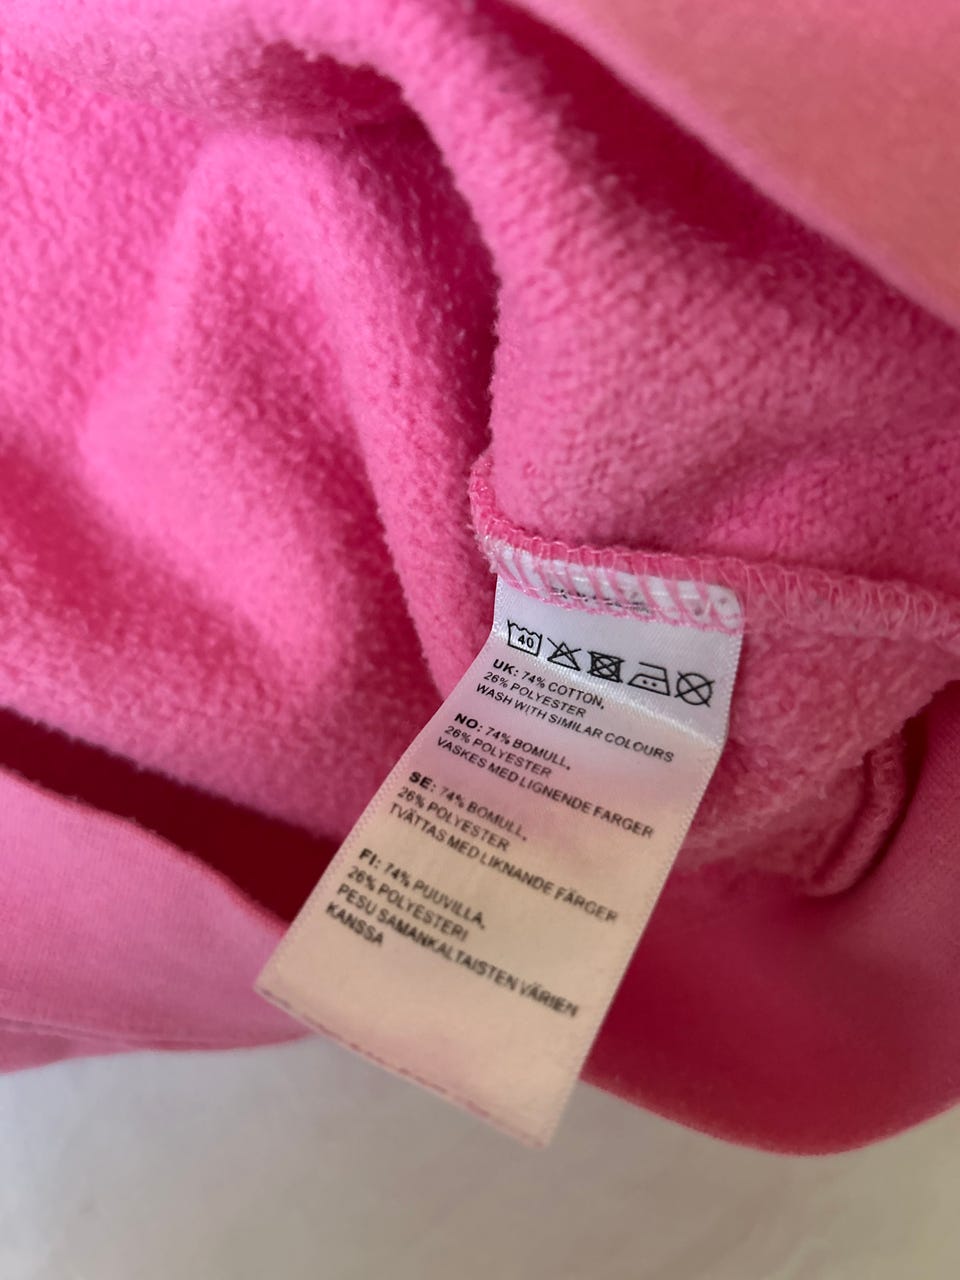 40
UK: 74% COTTON,
26% POLYESTER
WASH WITH SIMILAR COLOURS
NO: 74% BOMULL,
26% POLYESTER
VASKES MED LIGNENDE FARGER
SE: 74% BOMULL,
26% POLYESTER
TVÄTTAS MED LIKNANDE FÄRGER
FI: 74% PUUVILLA,
26% POLYESTERI
PESU SAMANKALTAISTEN VÄRIEN
KANSSA